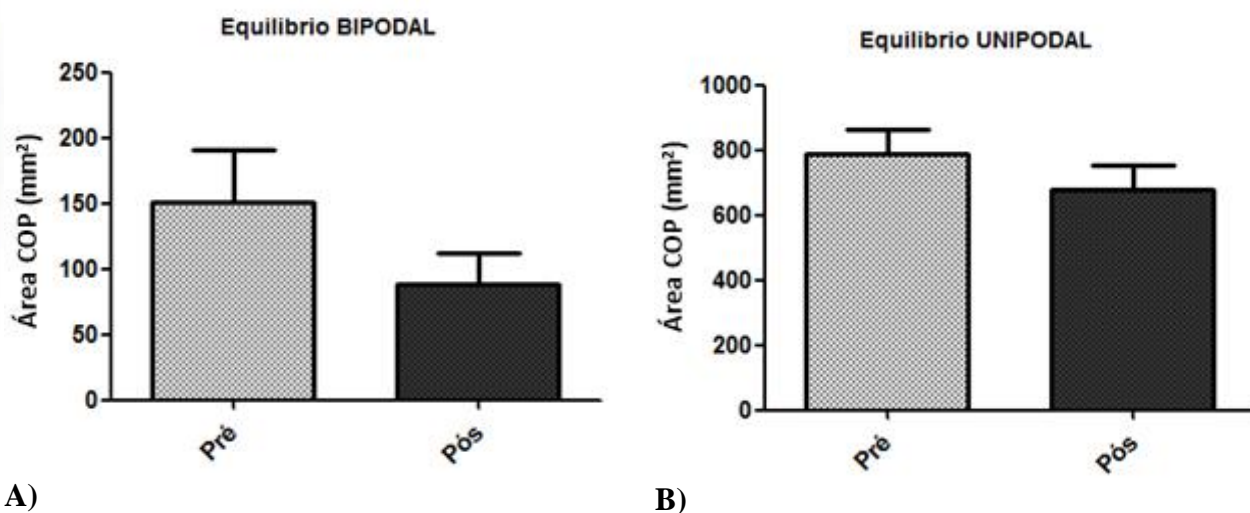 Equilibrio BIPODAL
Área COP (mm²)
250
200
150
100
50
0
Pré
Pós
A)
Equilibrio UNIPODAL
Área COP (mm²)
1000
800
600
400
200
0
Pré
Pós
B)